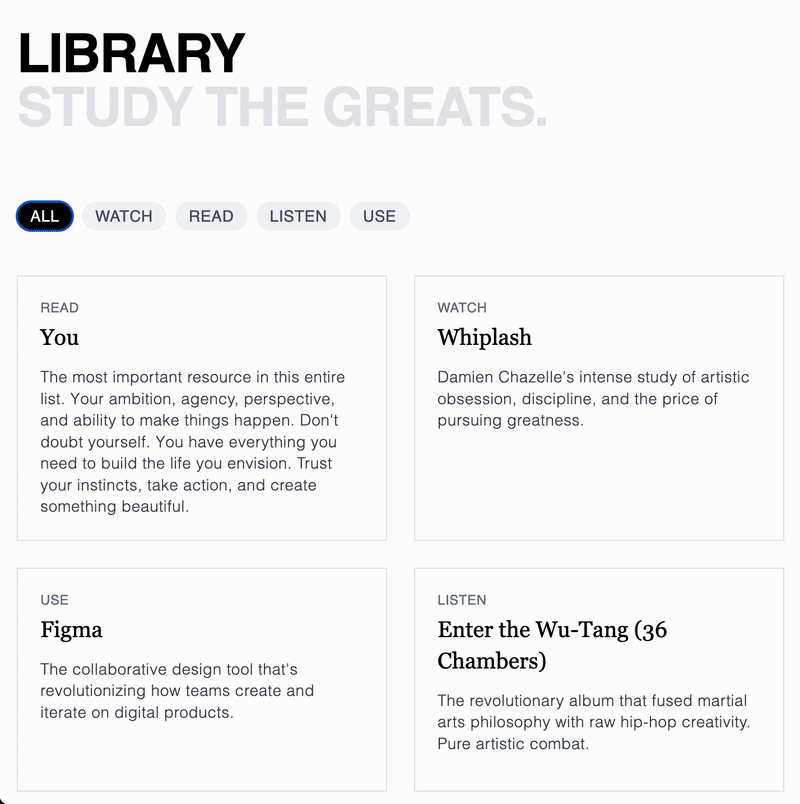 LIBRARY
STUDY THE GREATS.
ALL
WATCH
READ
LISTEN
USE
READ
You
The most important resource in this entire
list. Your ambition, agency, perspective,
and ability to make things happen. Don't
doubt yourself. You have everything you
need to build the life you envision. Trust
your instincts, take action, and create
something beautiful.
WATCH
Whiplash
Damien Chazelle's intense study of artistic
obsession, discipline, and the price of
pursuing greatness.
USE
Figma
The collaborative design tool that's
revolutionizing how teams create and
iterate on digital products.
LISTEN
Enter the Wu-Tang (36
Chambers)
The revolutionary album that fused martial
arts philosophy with raw hip-hop creativity.
Pure artistic combat.